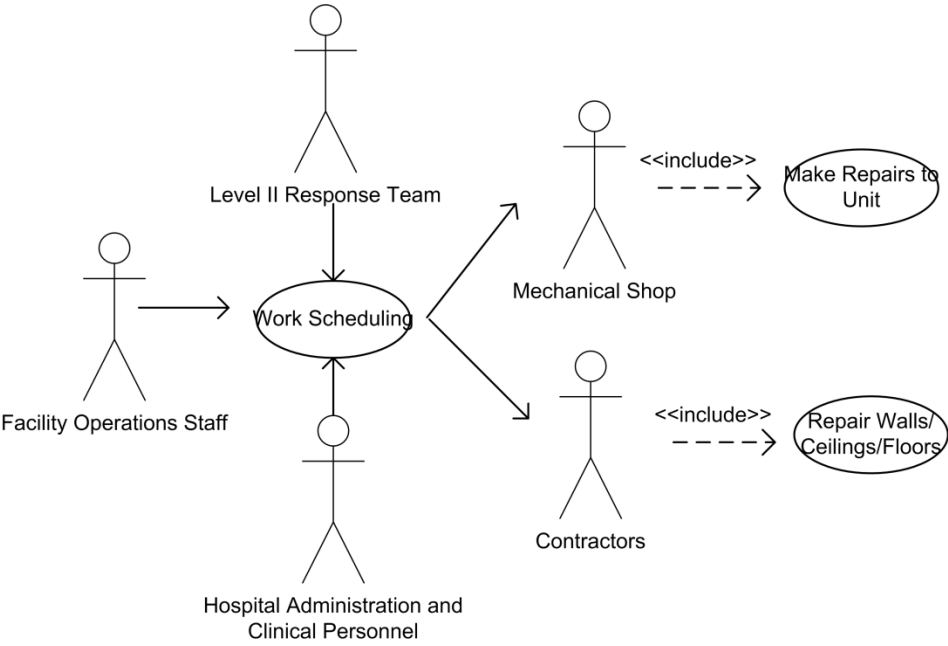 Level II Response Team
<<include>>
Make Repairs to
Unit
Mechanical Shop
Work Scheduling
Facility Operations Staff
<<include>>
Repair Walls/
Ceilings/Floors
Contractors
Hospital Administration and
Clinical Personnel